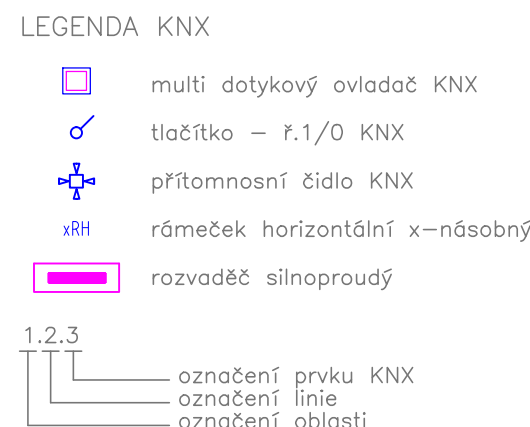 LEGENDA KNX
multi dotykový ovladač KNX
tlačítko – ř.1/0 KNX
přítomnosní čidlo KNX
xRH rámeček horizontální x–násobný
rozvaděč silnoproudý
1.2.3
označení prvku KNX
označení linie
označení oblasti